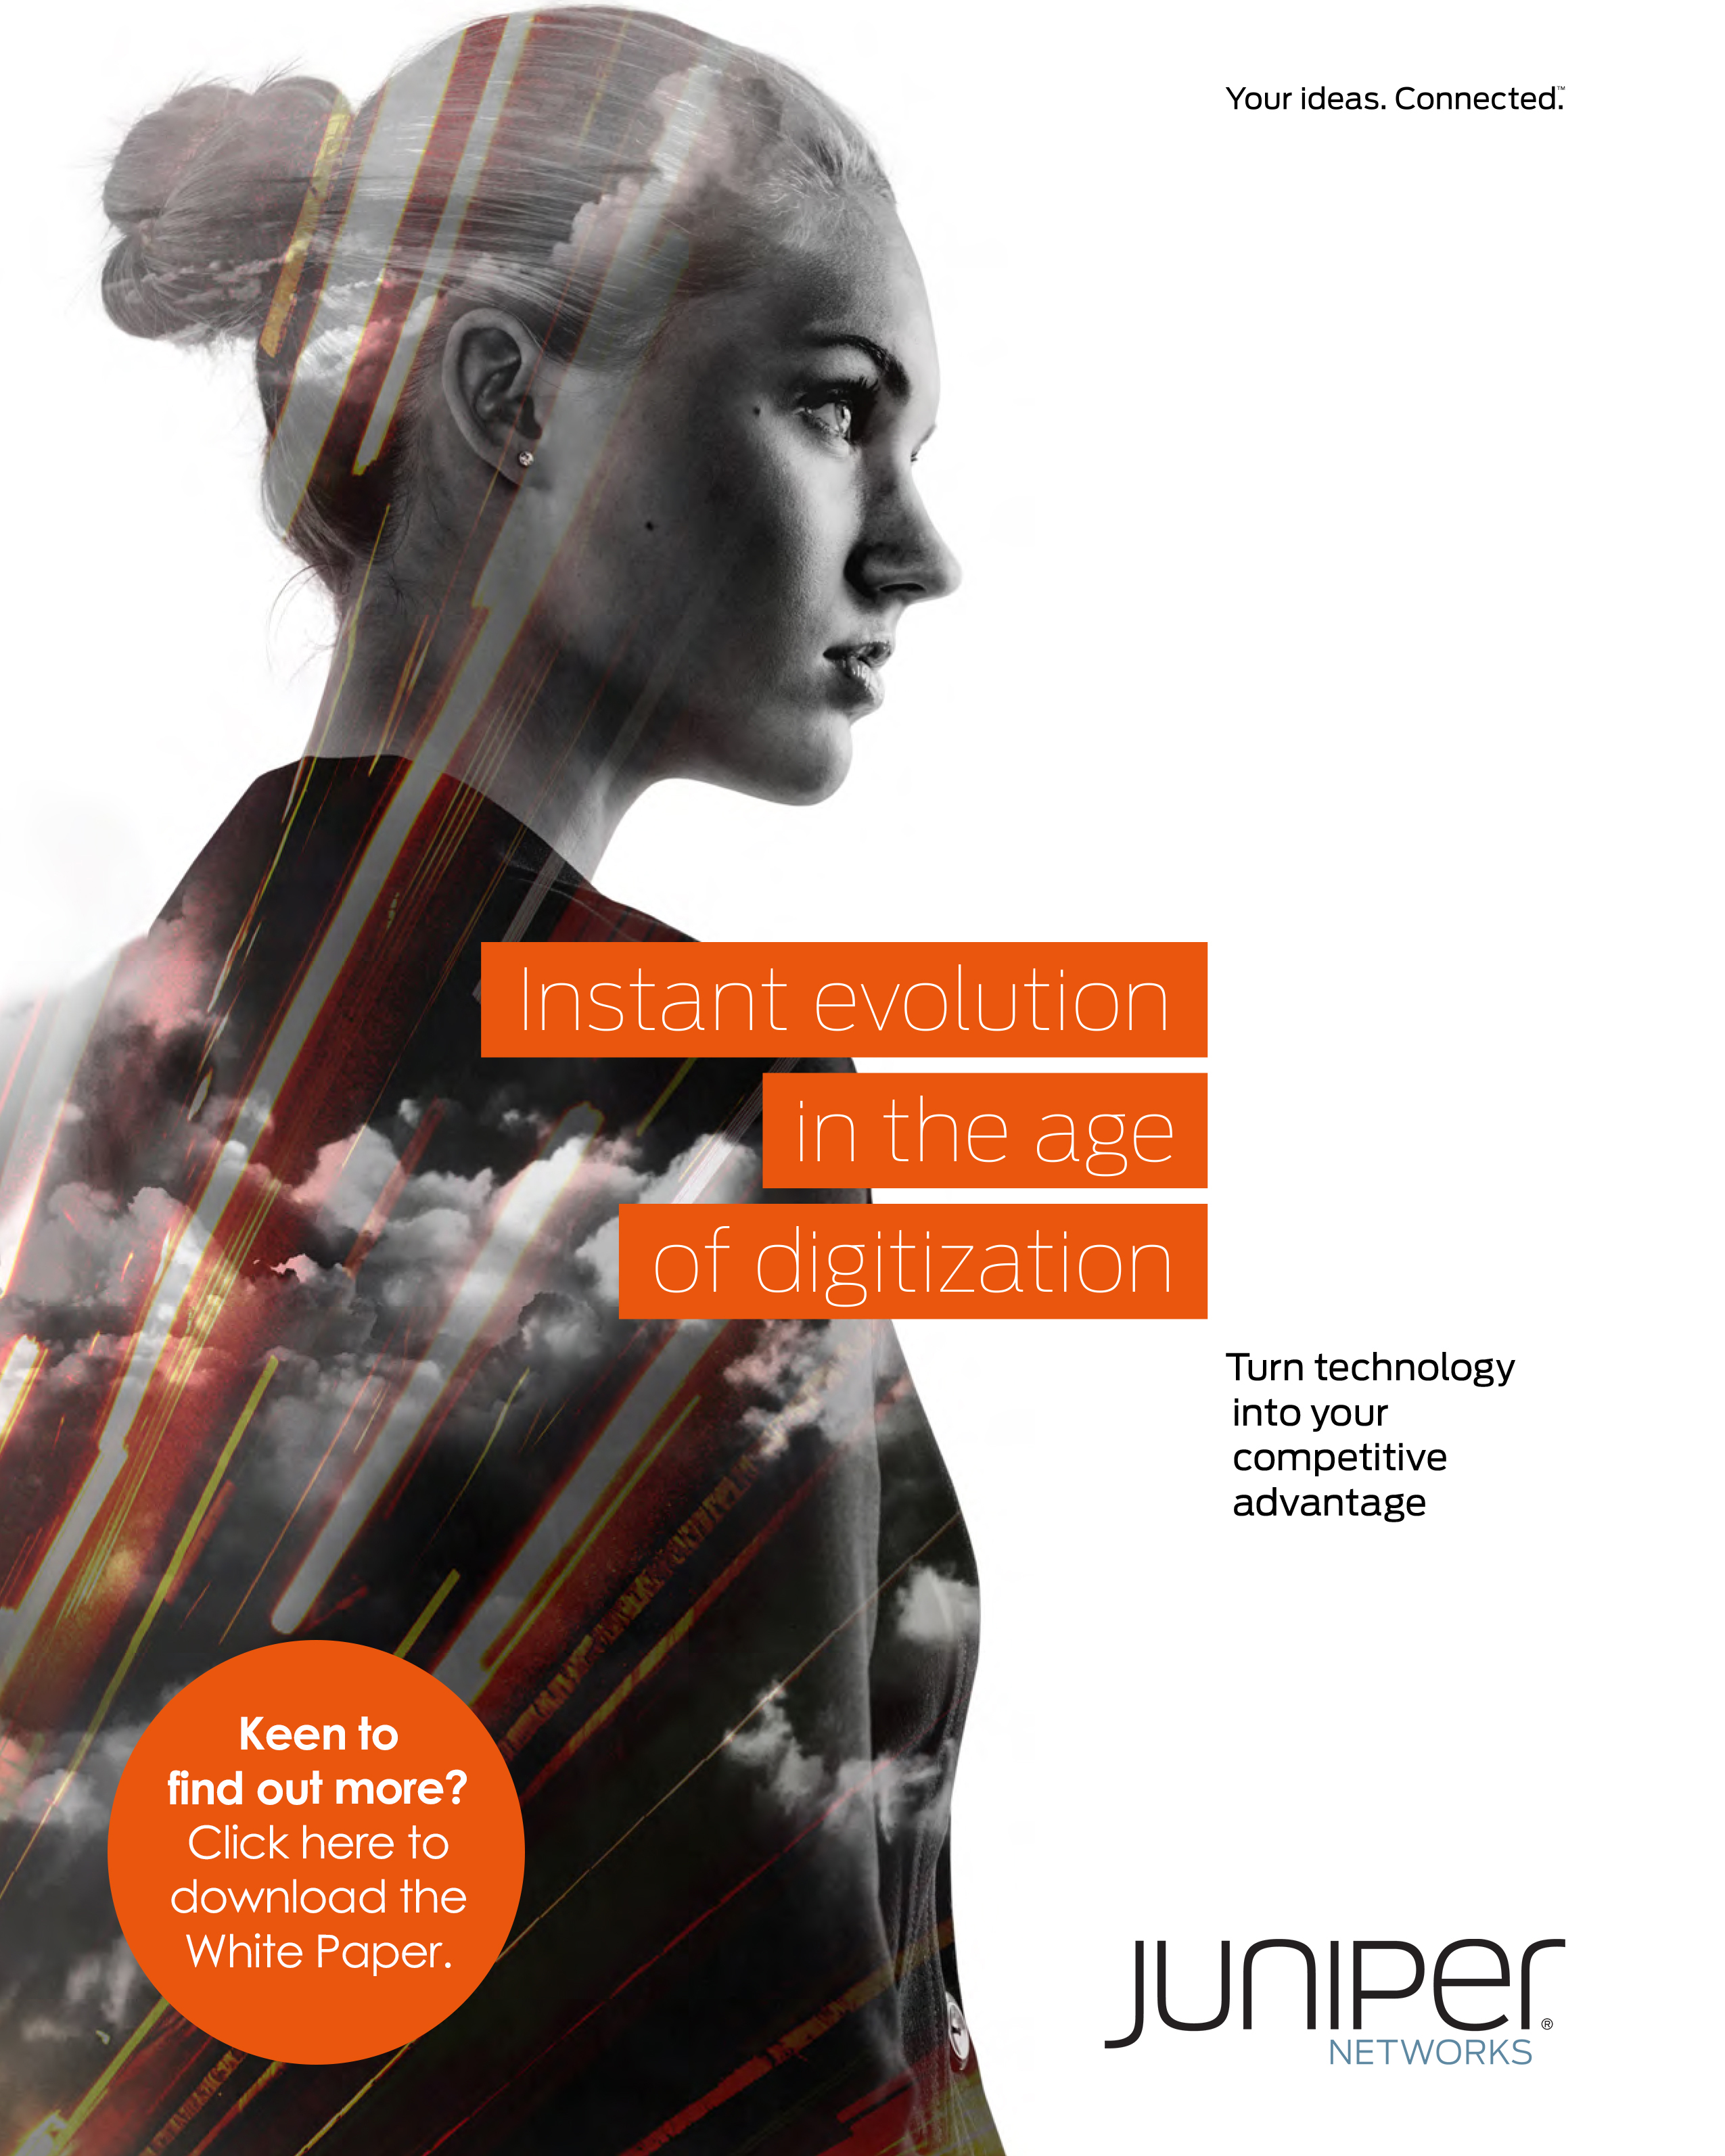 Your ideas. Connected.™
Instant evolution
in the age
of digitization
Turn technology
into your
competitive
advantage
Keen to
find out more?
Click here to
download the
White Paper.
JUNIPer®
NETWORKS